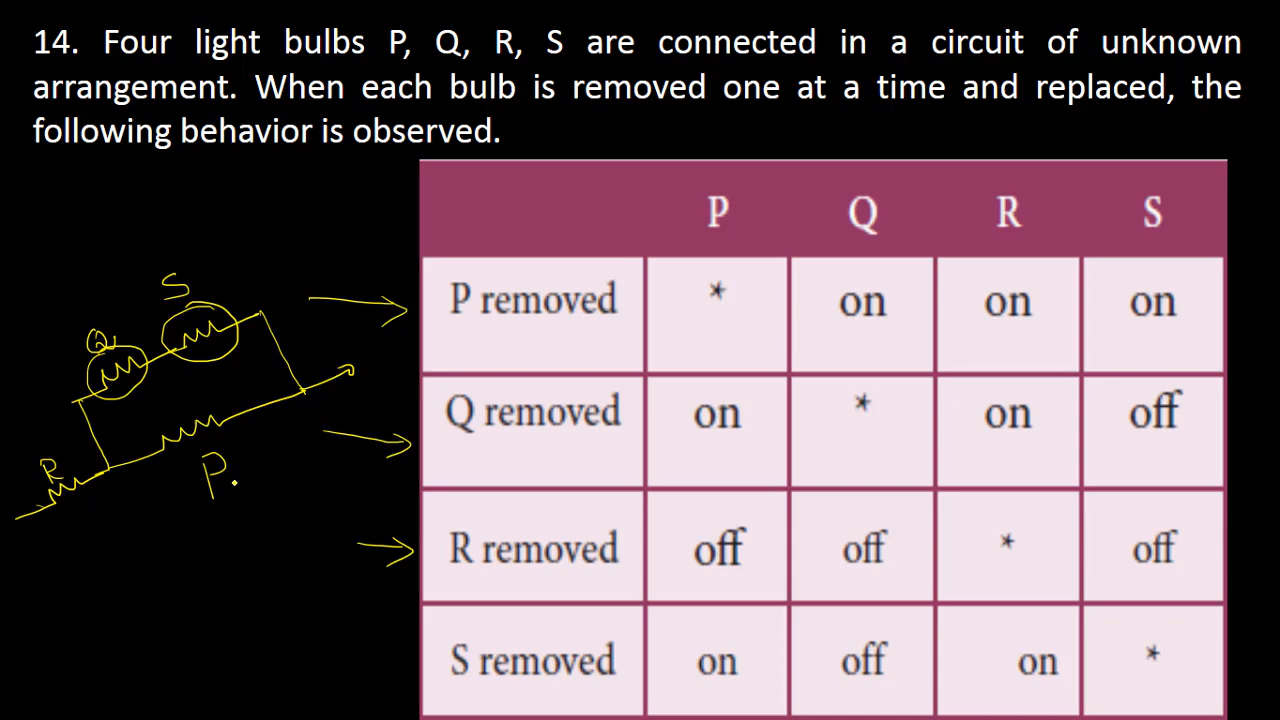 14. Four light bulbs P, Q, R, S are connected in a circuit of unknown
arrangement. When each bulb is removed one at a time and replaced, the
following behavior is observed.
P Q R S
P removed * on on on
Q removed on * on off
R removed off off * off
S removed on off on *
S
Q
R
P